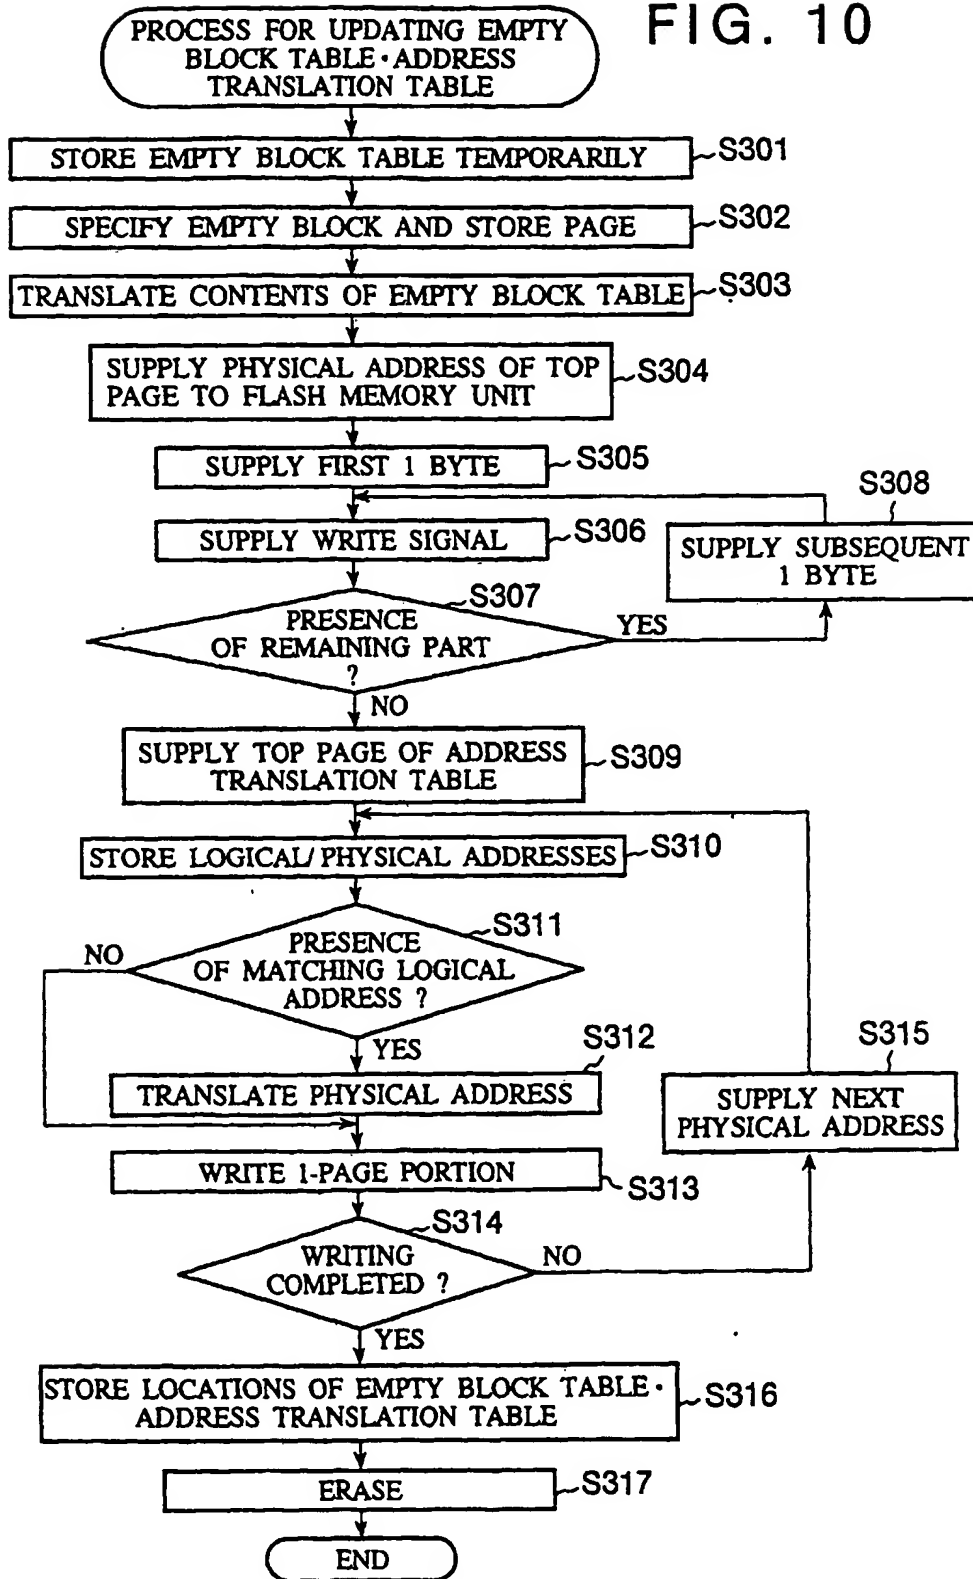 FIG. 10
PROCESS FOR UPDATING EMPTY
BLOCK TABLE·ADDRESS
TRANSLATION TABLE
STORE EMPTY BLOCK TABLE TEMPORARILY
S301
SPECIFY EMPTY BLOCK AND STORE PAGE
S302
TRANSLATE CONTENTS OF EMPTY BLOCK TABLE
S303
SUPPLY PHYSICAL ADDRESS OF TOP
PAGE TO FLASH MEMORY UNIT
S304
SUPPLY FIRST 1 BYTE
S305
SUPPLY WRITE SIGNAL
S306
S308
SUPPLY SUBSEQUENT
1 BYTE
S307
PRESENCE
OF REMAINING PART
?
YES
NO
SUPPLY TOP PAGE OF ADDRESS
TRANSLATION TABLE
S309
STORE LOGICAL/PHYSICAL ADDRESSES
S310
S311
PRESENCE
OF MATCHING LOGICAL
ADDRESS ?
NO
YES
S312
TRANSLATE PHYSICAL ADDRESS
S315
SUPPLY NEXT
PHYSICAL ADDRESS
WRITE 1-PAGE PORTION
S313
S314
WRITING
COMPLETED ?
NO
YES
STORE LOCATIONS OF EMPTY BLOCK TABLE·
ADDRESS TRANSLATION TABLE
S316
ERASE
S317
END